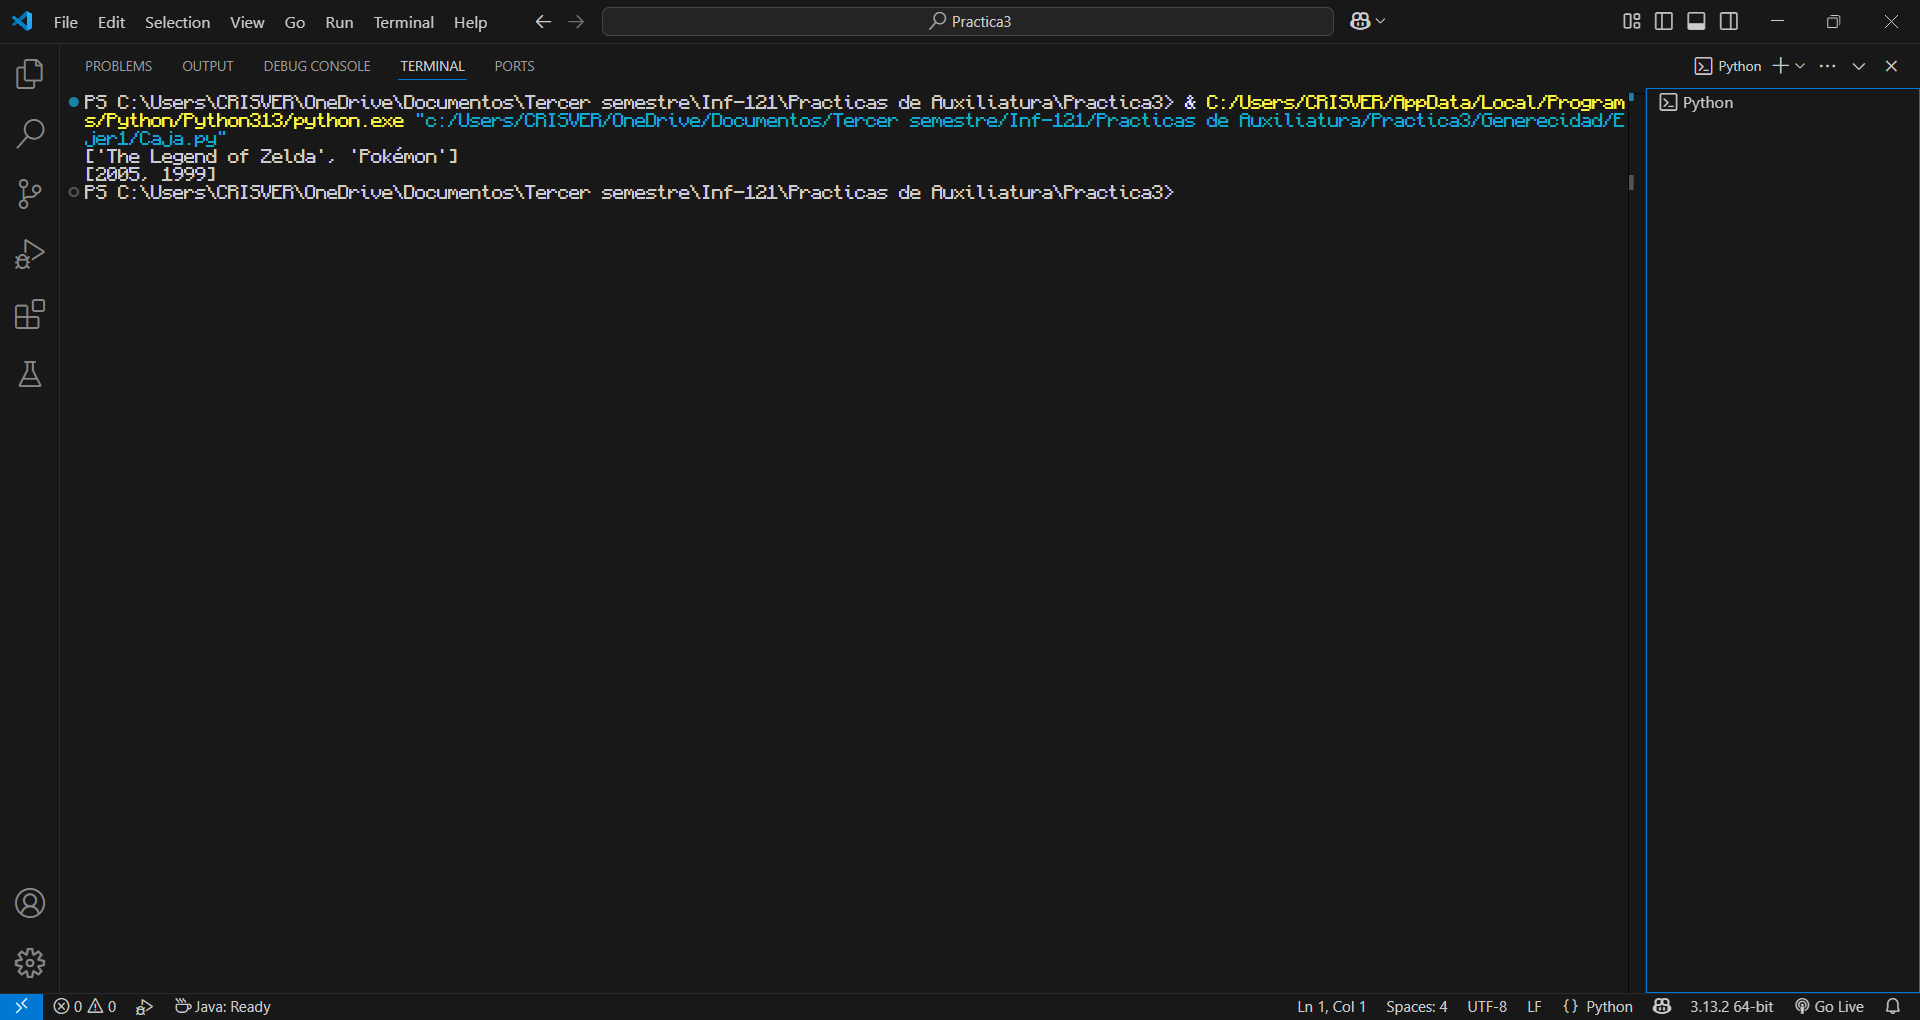 File Edit Selection View Go Run Terminal Help
Practica3
PROBLEMS OUTPUT DEBUG CONSOLE TERMINAL PORTS
Python
PS C:\Users\CRISVER\OneDrive\Documentos\Tercer semestre\Inf-121\Practicas de Auxiliatura\Practica3> & C:/Users/CRISVER/AppData/Local/Program
s/Python/Python313/python.exe "c:/Users/CRISVER/OneDrive/Documentos/Tercer semestre/Inf-121/Practicas de Auxiliatura/Practica3/Generecidad/E
jer1/Caja.py"
['The Legend of Zelda', 'Pokémon']
[2005, 1999]
PS C:\Users\CRISVER\OneDrive\Documentos\Tercer semestre\Inf-121\Practicas de Auxiliatura\Practica3>
Python
0 0 Java: Ready
Ln 1, Col 1 Spaces: 4 UTF-8 LF {} Python 3.13.2 64-bit Go Live